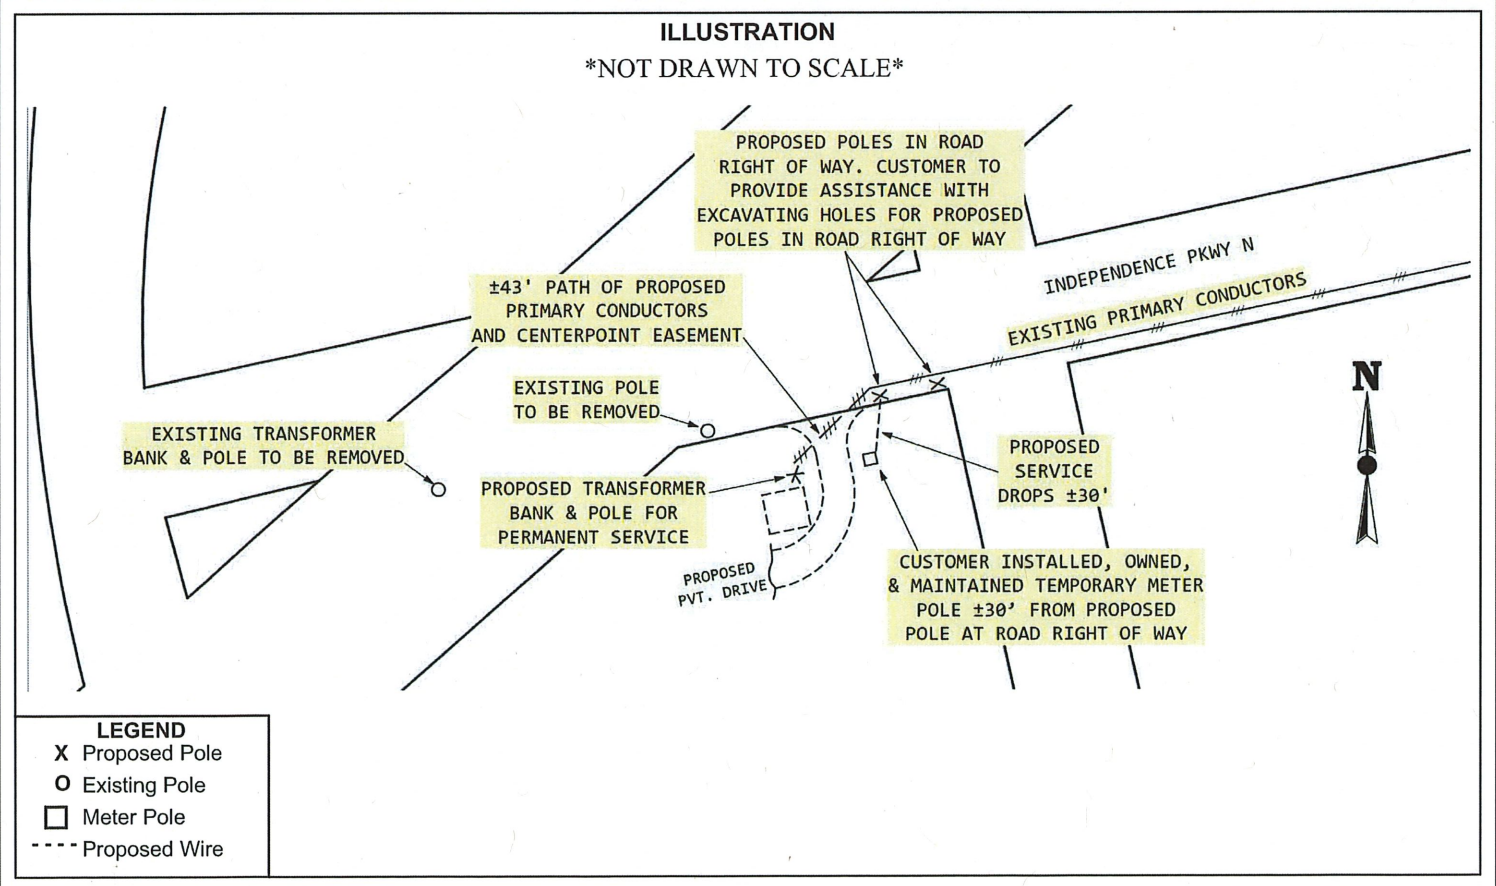 ILLUSTRATION
*NOT DRAWN TO SCALE*
PROPOSED POLES IN ROAD
RIGHT OF WAY. CUSTOMER TO
PROVIDE ASSISTANCE WITH
EXCAVATING HOLES FOR PROPOSED
POLES IN ROAD RIGHT OF WAY
INDEPENDENCE PKWY N
EXISTING PRIMARY CONDUCTORS
±43' PATH OF PROPOSED
PRIMARY CONDUCTORS
AND CENTERPOINT EASEMENT
EXISTING POLE
TO BE REMOVED
N
EXISTING TRANSFORMER
BANK & POLE TO BE REMOVED
PROPOSED
SERVICE
DROPS ±30'
PROPOSED TRANSFORMER
BANK & POLE FOR
PERMANENT SERVICE
PROPOSED
PVT. DRIVE
CUSTOMER INSTALLED, OWNED,
& MAINTAINED TEMPORARY METER
POLE ±30’ FROM PROPOSED
POLE AT ROAD RIGHT OF WAY
LEGEND
X Proposed Pole
O Existing Pole
Meter Pole
Proposed Wire